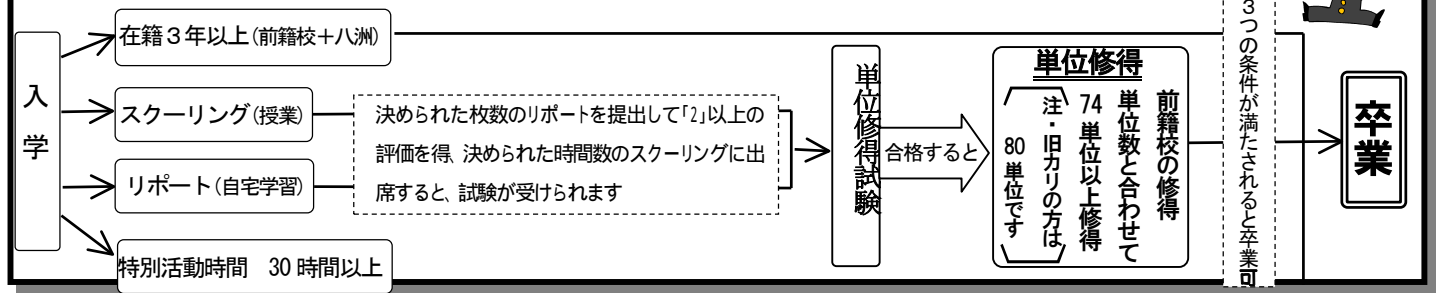 入学
在籍３年以上(前籍校＋八洲)
スクーリング(授業)
リポート(自宅学習)
特別活動時間　30時間以上
決められた枚数のリポートを提出して｢2｣以上の
評価を得、決められた時間数のスクーリングに出
席すると、試験が受けられます
単位修得試験
合格すると
単位修得
前籍校の修得
単位数と合わせて
74単位以上修得
注・旧カリの方は
80単位です
３つの条件が満たされると卒業可
卒業